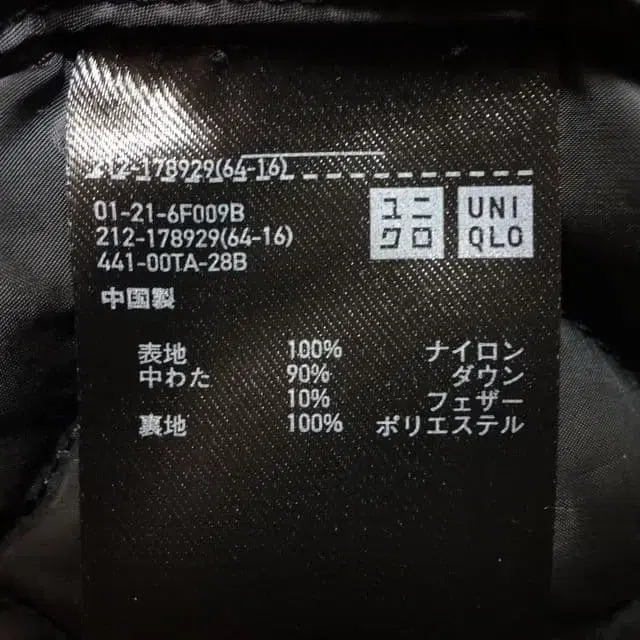 212-178929(64-16)
01-21-6F009B
212-178929(64-16)
441-00TA-28B
ユニ
クロ
UNI
QLO
中国製
表地 100% ナイロン
中わた 90% ダウン
10% フェザー
裏地 100% ポリエステル